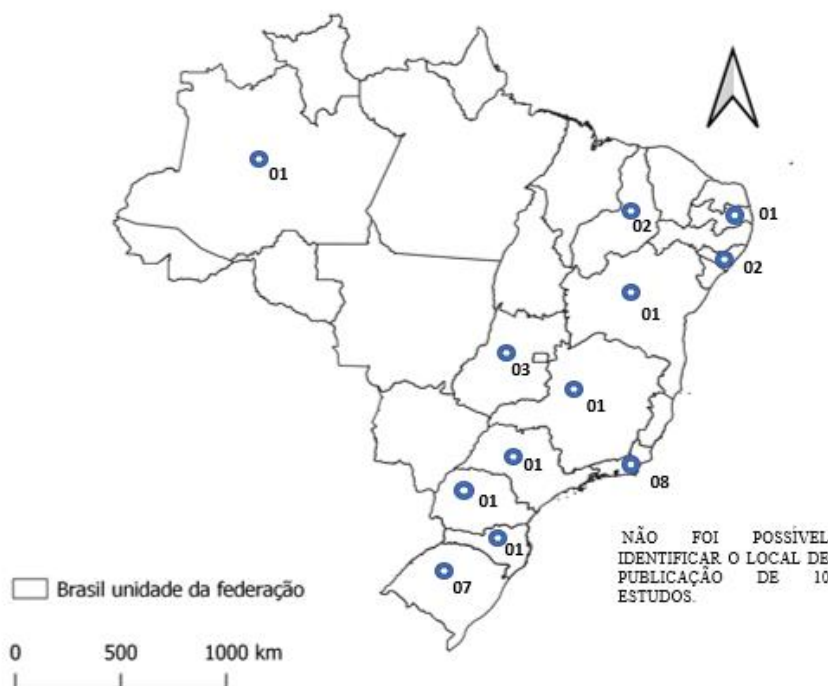 01
02
01
02
01
03
01
01
08
01
01
07
NÃO FOI POSSÍVEL
IDENTIFICAR O LOCAL DE
PUBLICAÇÃO DE 10
ESTUDOS.
Brasil unidade da federação
0 500 1000 km